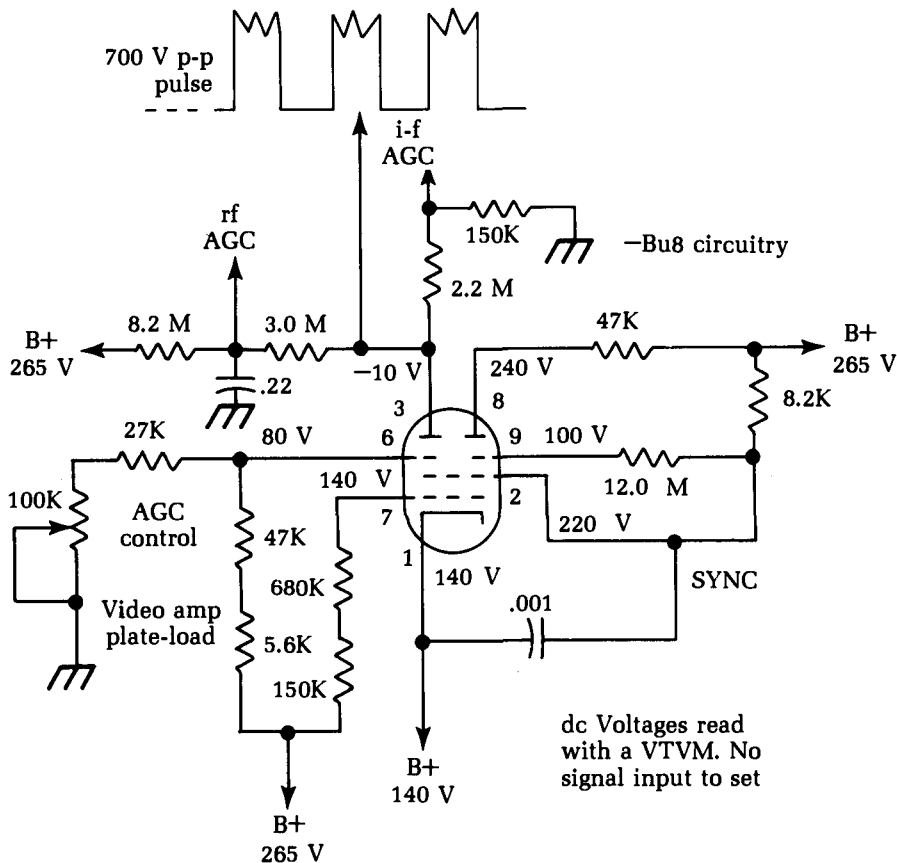 700 V p-p
pulse
i-f
AGC
rf
AGC
150K
–Bu8 circuitry
2.2 M
8.2 M
3.0 M
47K
B+
265 V
B+
265 V
–10 V
240 V
.22
8.2K
3
8
27K
80 V
6
9
100 V
140 V
12.0 M
100K
AGC
control
7
2
220 V
47K
1
140 V
SYNC
680K
Video amp
plate-load
.001
5.6K
150K
dc Voltages read
with a VTVM. No
signal input to set
B+
140 V
B+
265 V